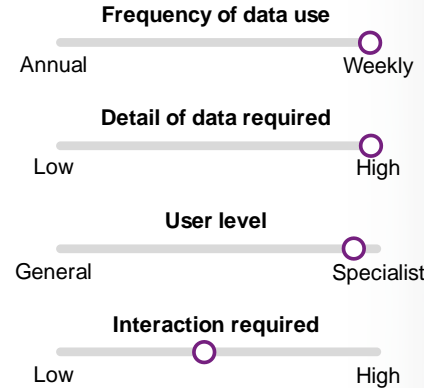 Frequency of data use
Annual Weekly
Detail of data required
Low High
User level
General Specialist
Interaction required
Low High